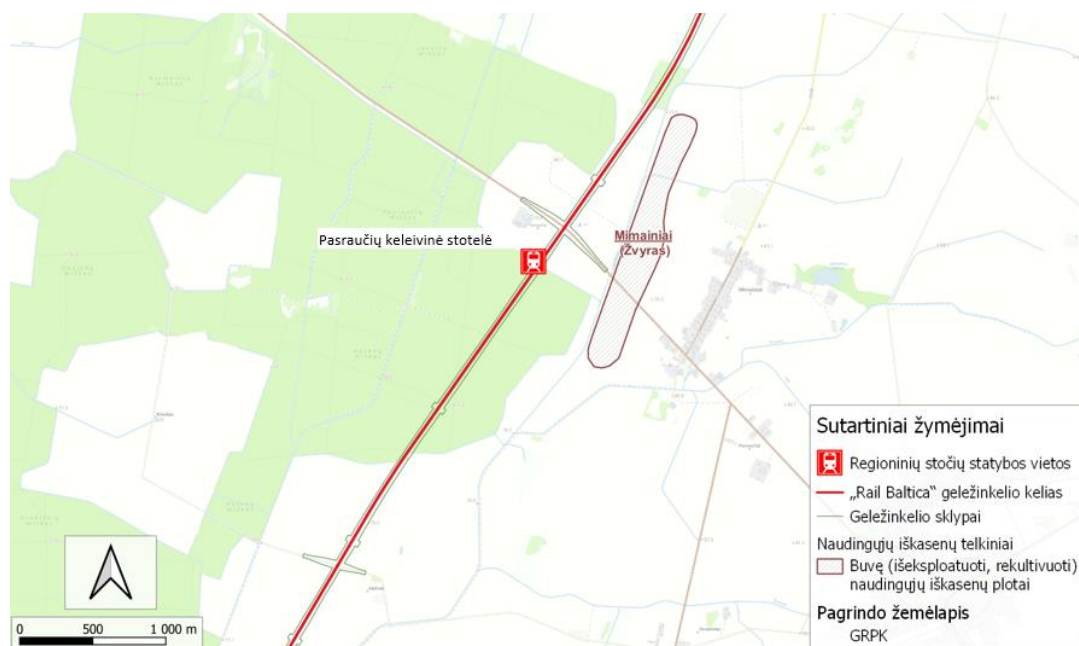 Pasraučių keleivinė stotelė
Mimainiai
(Žvyras)
Sutartiniai žymėjimai
Regioninių stočių statybos vietos
„Rail Baltica" geležinkelio kelias
Geležinkelio sklypai
Naudingųjų iškasenų telkiniai
Buvę (išeksploatuoti, rekultivuoti)
naudingųjų iškasenų plotai
Pagrindo žemėlapis
GRPK
0 500 1 000 m